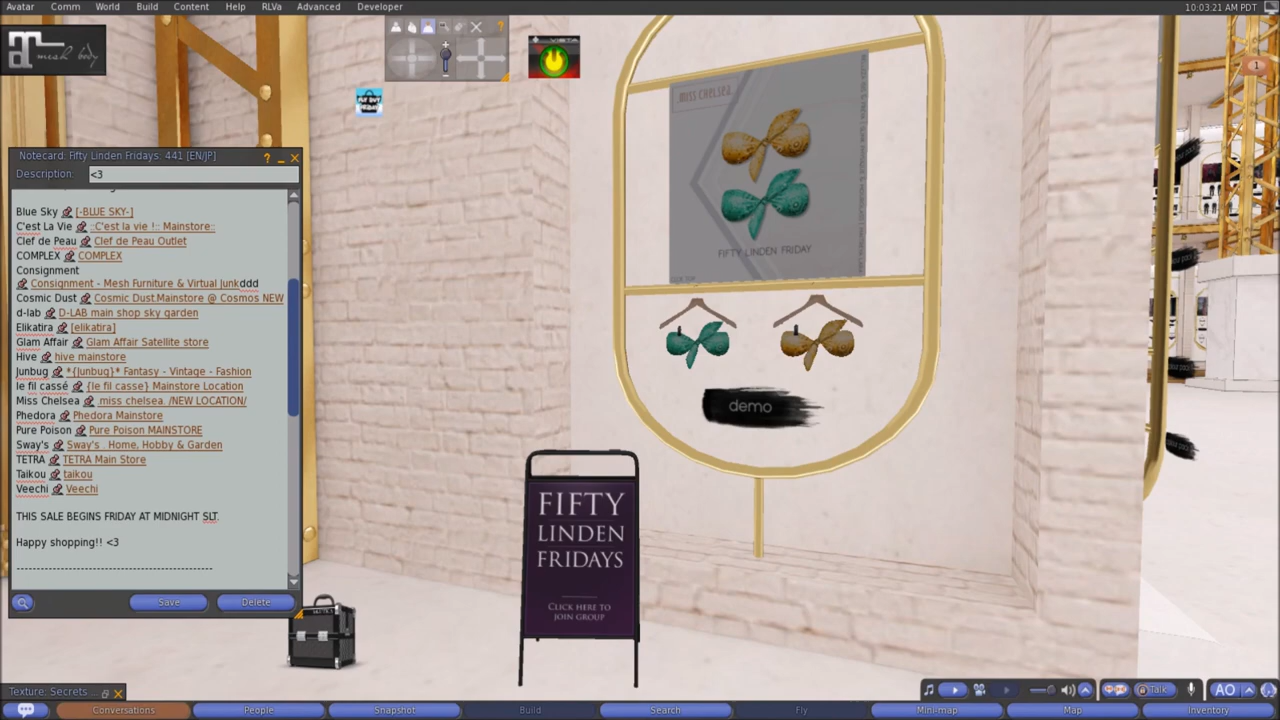 Avatar Comm World Build Content Help RLVa Advanced Developer
10:03:21 AM PDT
mesh body
VISTA
1
MISS CHELSEA
FIFTY LINDEN FRIDAY
Notecard: Fifty Linden Fridays: 441 [EN/JP]
Description: <3
Blue Sky [-BLUE SKY-]
C'est La Vie ::C'est la vie !:: Mainstore::
Clef de Peau Clef de Peau Outlet
COMPLEX COMPLEX
Consignment
Consignment - Mesh Furniture & Virtual Junkddd
Cosmic Dust Cosmic Dust.Mainstore @ Cosmos NEW
d-lab D-LAB main shop sky garden
Elikatira [elikatira]
Glam Affair Glam Affair Satellite store
Hive hive mainstore
Junbug *{Junbug}* Fantasy - Vintage - Fashion
le fil cassé {le fil casse} Mainstore Location
Miss Chelsea miss chelsea. /NEW LOCATION/
Phedora Phedora Mainstore
Pure Poison Pure Poison MAINSTORE
Sway's Sway's . Home, Hobby & Garden
TETRA TETRA Main Store
Taikou taikou
Veechi Veechi
THIS SALE BEGINS FRIDAY AT MIDNIGHT SLT.
Happy shopping!! <3
------------------------------------------------
Save Delete
demo
FIFTY
LINDEN
FRIDAYS
CLICK HERE TO
JOIN GROUP
Texture: Secrets ...
Talk AO
Conversations People Snapshot Build Search Fly Mini-map Map Inventory